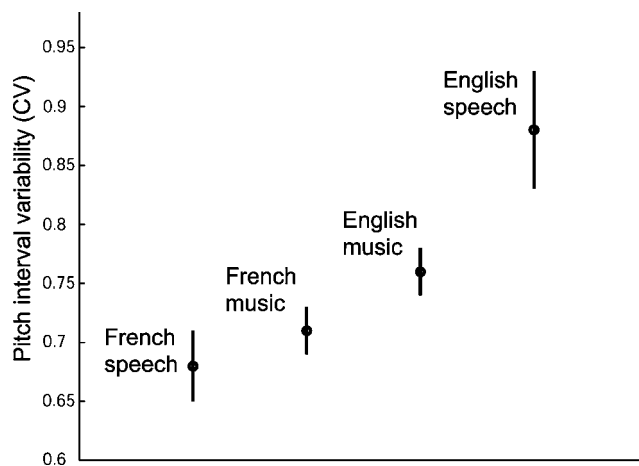 Pitch interval variability (CV)
0.95
0.9
0.85
0.8
0.75
0.7
0.65
0.6
English
speech
English
music
French
music
French
speech